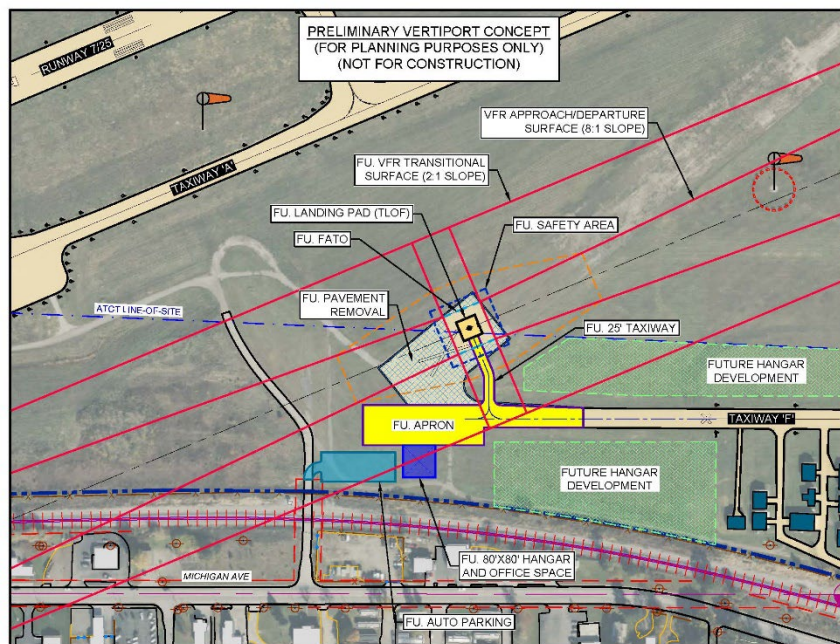 PRELIMINARY VERTIPORT CONCEPT
(FOR PLANNING PURPOSES ONLY)
(NOT FOR CONSTRUCTION)
RUNWAY 7/25
TAXIWAY 'A'
VFR APPROACH/DEPARTURE
SURFACE (8:1 SLOPE)
FU. VFR TRANSITIONAL
SURFACE (2:1 SLOPE)
FU. LANDING PAD (TLOF)
FU. SAFETY AREA
FU. FATO
FU. PAVEMENT
REMOVAL
ATCT LINE-OF-SITE
FU. 25' TAXIWAY
FUTURE HANGAR
DEVELOPMENT
FU. APRON
TAXIWAY 'F'
FUTURE HANGAR
DEVELOPMENT
FU. 80'X80' HANGAR
AND OFFICE SPACE
MICHIGAN AVE
FU. AUTO PARKING